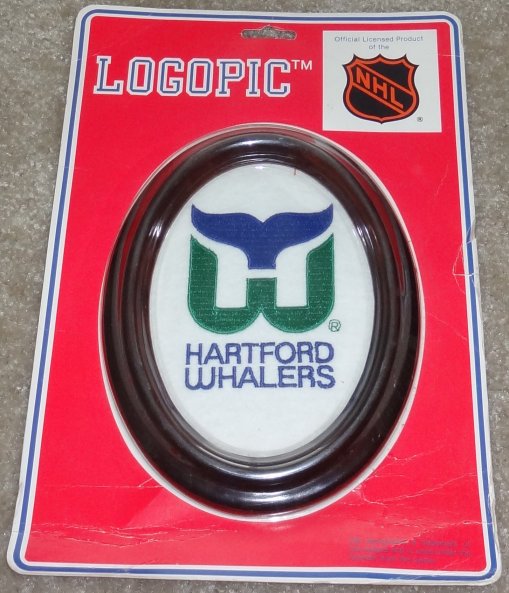 LOGOPIC™
Official Licensed Product
of the
NHL
®
®
HARTFORD
WHALERS